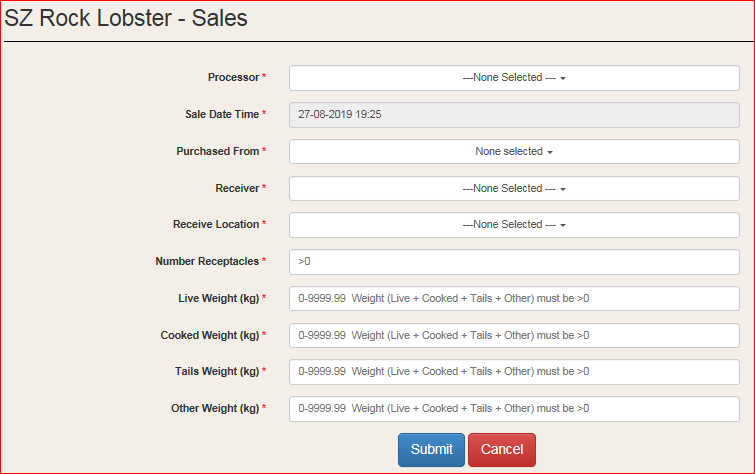 SZ Rock Lobster - Sales
Processor * ---None Selected ---
Sale Date Time * 27-08-2019 19:25
Purchased From * None selected
Receiver * ---None Selected ---
Receive Location * ---None Selected ---
Number Receptacles * >0
Live Weight (kg) * 0-9999.99 Weight (Live + Cooked + Tails + Other) must be >0
Cooked Weight (kg) * 0-9999.99 Weight (Live + Cooked + Tails + Other) must be >0
Tails Weight (kg) * 0-9999.99 Weight (Live + Cooked + Tails + Other) must be >0
Other Weight (kg) * 0-9999.99 Weight (Live + Cooked + Tails + Other) must be >0
Submit Cancel